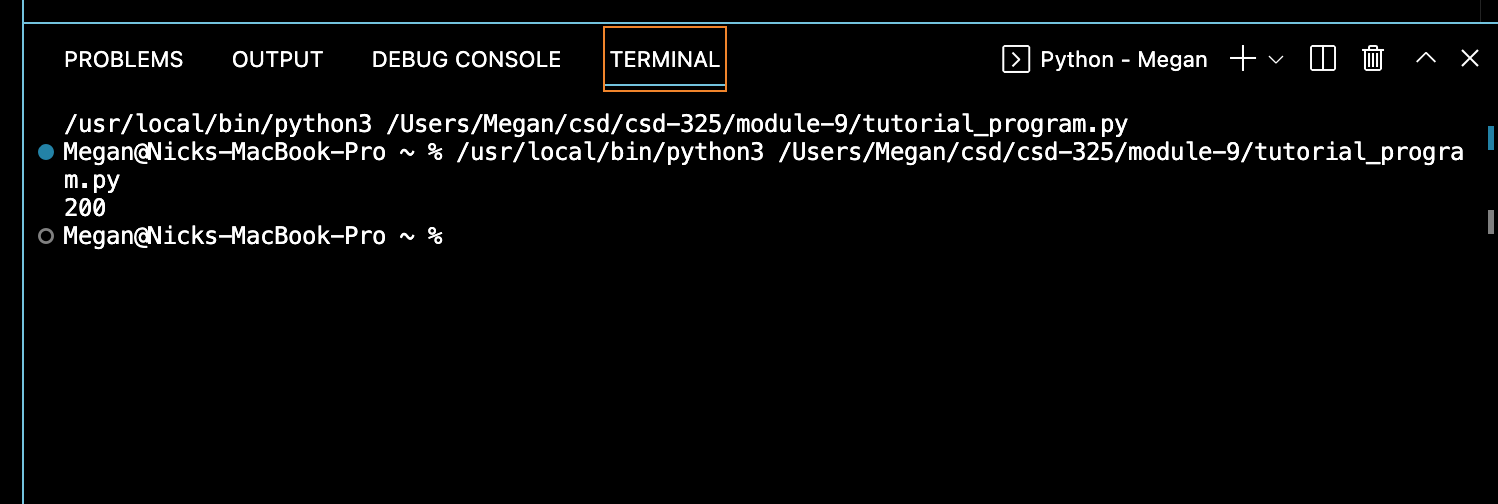 PROBLEMS OUTPUT DEBUG CONSOLE TERMINAL Python - Megan
/usr/local/bin/python3 /Users/Megan/csd/csd-325/module-9/tutorial_program.py
Megan@Nicks-MacBook-Pro ~ % /usr/local/bin/python3 /Users/Megan/csd/csd-325/module-9/tutorial_progra
m.py
200
Megan@Nicks-MacBook-Pro ~ %